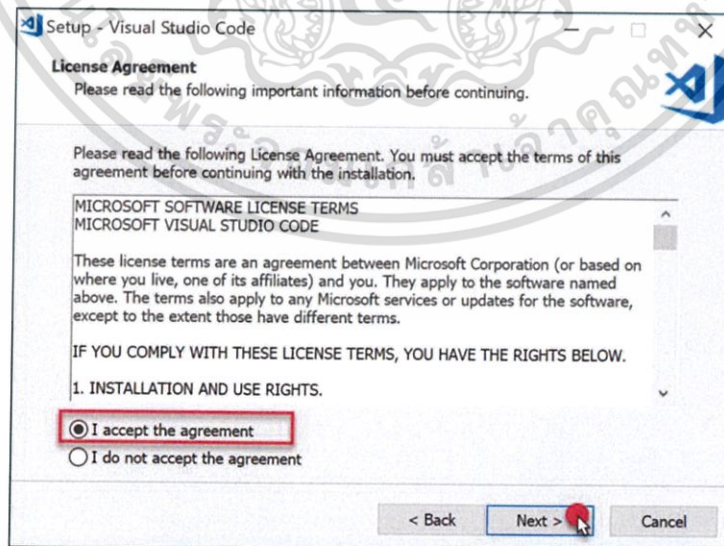 Setup - Visual Studio Code
License Agreement
Please read the following important information before continuing.
Please read the following License Agreement. You must accept the terms of this
agreement before continuing with the installation.
MICROSOFT SOFTWARE LICENSE TERMS
MICROSOFT VISUAL STUDIO CODE
These license terms are an agreement between Microsoft Corporation (or based on
where you live, one of its affiliates) and you. They apply to the software named
above. The terms also apply to any Microsoft services or updates for the software,
except to the extent those have different terms.
IF YOU COMPLY WITH THESE LICENSE TERMS, YOU HAVE THE RIGHTS BELOW.
1. INSTALLATION AND USE RIGHTS.
I accept the agreement
I do not accept the agreement
< Back
Next >
Cancel